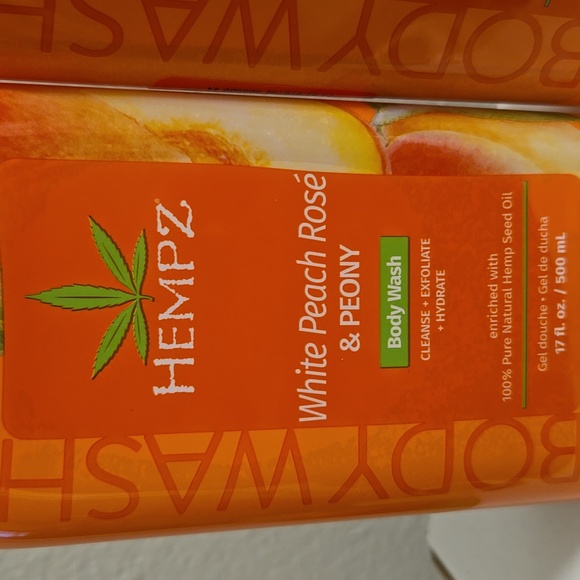 BODY WASH
HEMPZ
White Peach Rosé
& PEONY
Body Wash
CLEANSE + EXFOLIATE
+ HYDRATE
enriched with
100% Pure Natural Hemp Seed Oil
Gel douche • Gel de ducha
17 fl. oz. / 500 mL
BODY WASH